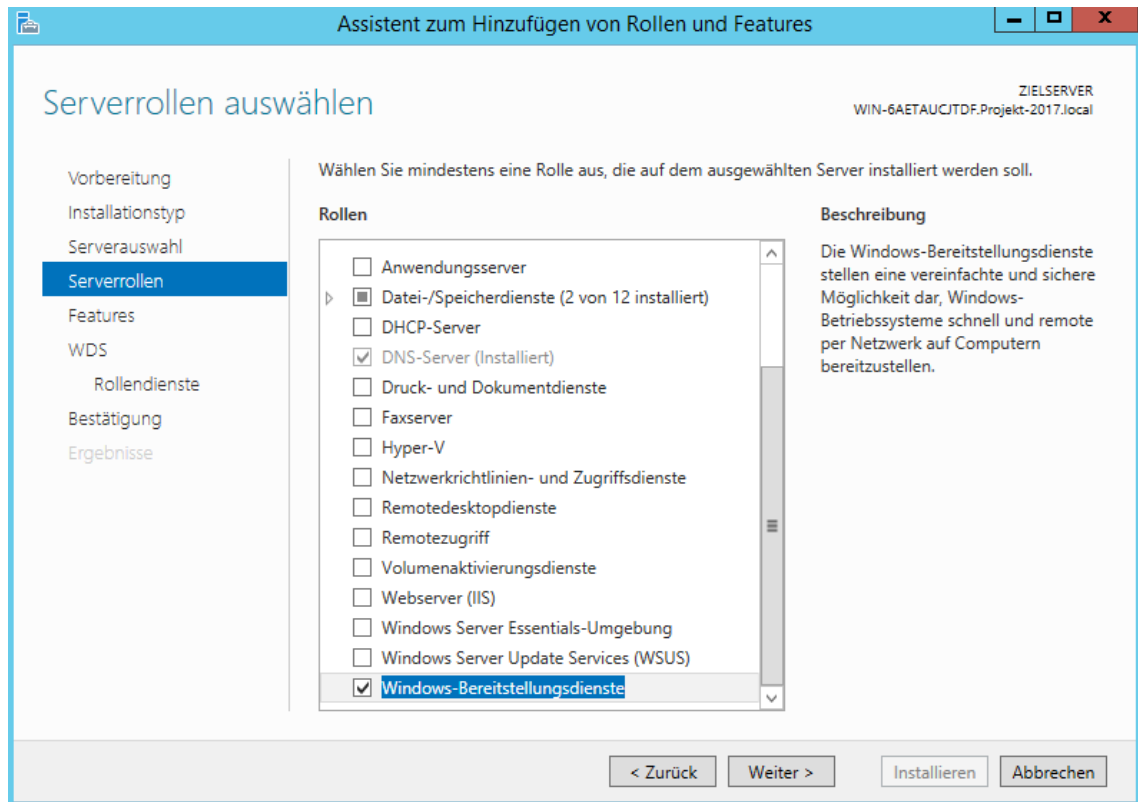 Assistent zum Hinzufügen von Rollen und Features
Serverrollen auswählen
ZIELSERVER
WIN-6AETAUCJTDF.Projekt-2017.local
Vorbereitung
Installationstyp
Serverauswahl
Serverrollen
Features
WDS
Rollendienste
Bestätigung
Ergebnisse
Wählen Sie mindestens eine Rolle aus, die auf dem ausgewählten Server installiert werden soll.
Rollen
Anwendungsserver
Datei-/Speicherdienste (2 von 12 installiert)
DHCP-Server
DNS-Server (Installiert)
Druck- und Dokumentdienste
Faxserver
Hyper-V
Netzwerkrichtlinien- und Zugriffsdienste
Remotedesktopdienste
Remotezugriff
Volumenaktivierungsdienste
Webserver (IIS)
Windows Server Essentials-Umgebung
Windows Server Update Services (WSUS)
Windows-Bereitstellungsdienste
Beschreibung
Die Windows-Bereitstellungsdienste
stellen eine vereinfachte und sichere
Möglichkeit dar, Windows-
Betriebssysteme schnell und remote
per Netzwerk auf Computern
bereitzustellen.
< Zurück
Weiter >
Installieren
Abbrechen